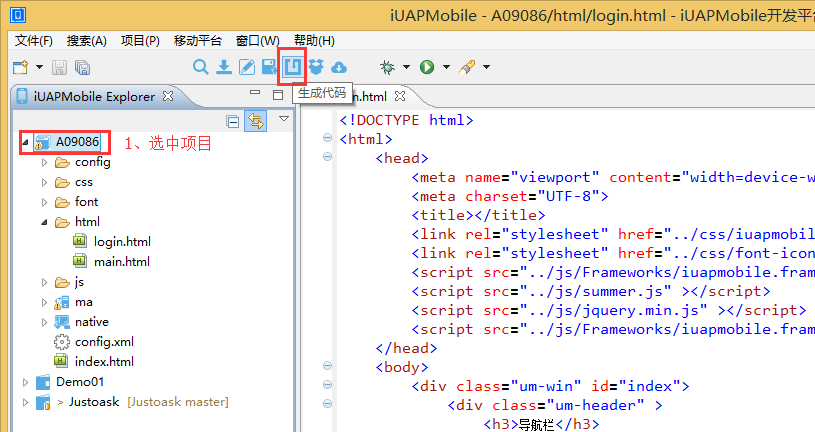 iUAPMobile - A09086/html/login.html - iUAPMobile开发平台
文件(F) 搜索(A) 项目(P) 移动平台 窗口(W) 帮助(H)
生成代码
iUAPMobile Explorer
.html
A09086
1、选中项目
config
css
font
html
login.html
main.html
js
ma
native
config.xml
index.html
Demo01
> Justoask [Justoask master]
<!DOCTYPE html>
<html>
<head>
<meta name="viewport" content="width=device-w
<meta charset="UTF-8">
<title></title>
<link rel="stylesheet" href="../css/iuapmobil
<link rel="stylesheet" href="../css/font-icon
<script src="../js/Frameworks/iuapmobile.fram
<script src="../js/summer.js" ></script>
<script src="../js/jquery.min.js" ></script>
<script src="../js/Frameworks/iuapmobile.fram
</head>
<body>
<div class="um-win" id="index">
<div class="um-header" >
<h3>导航栏</h3>